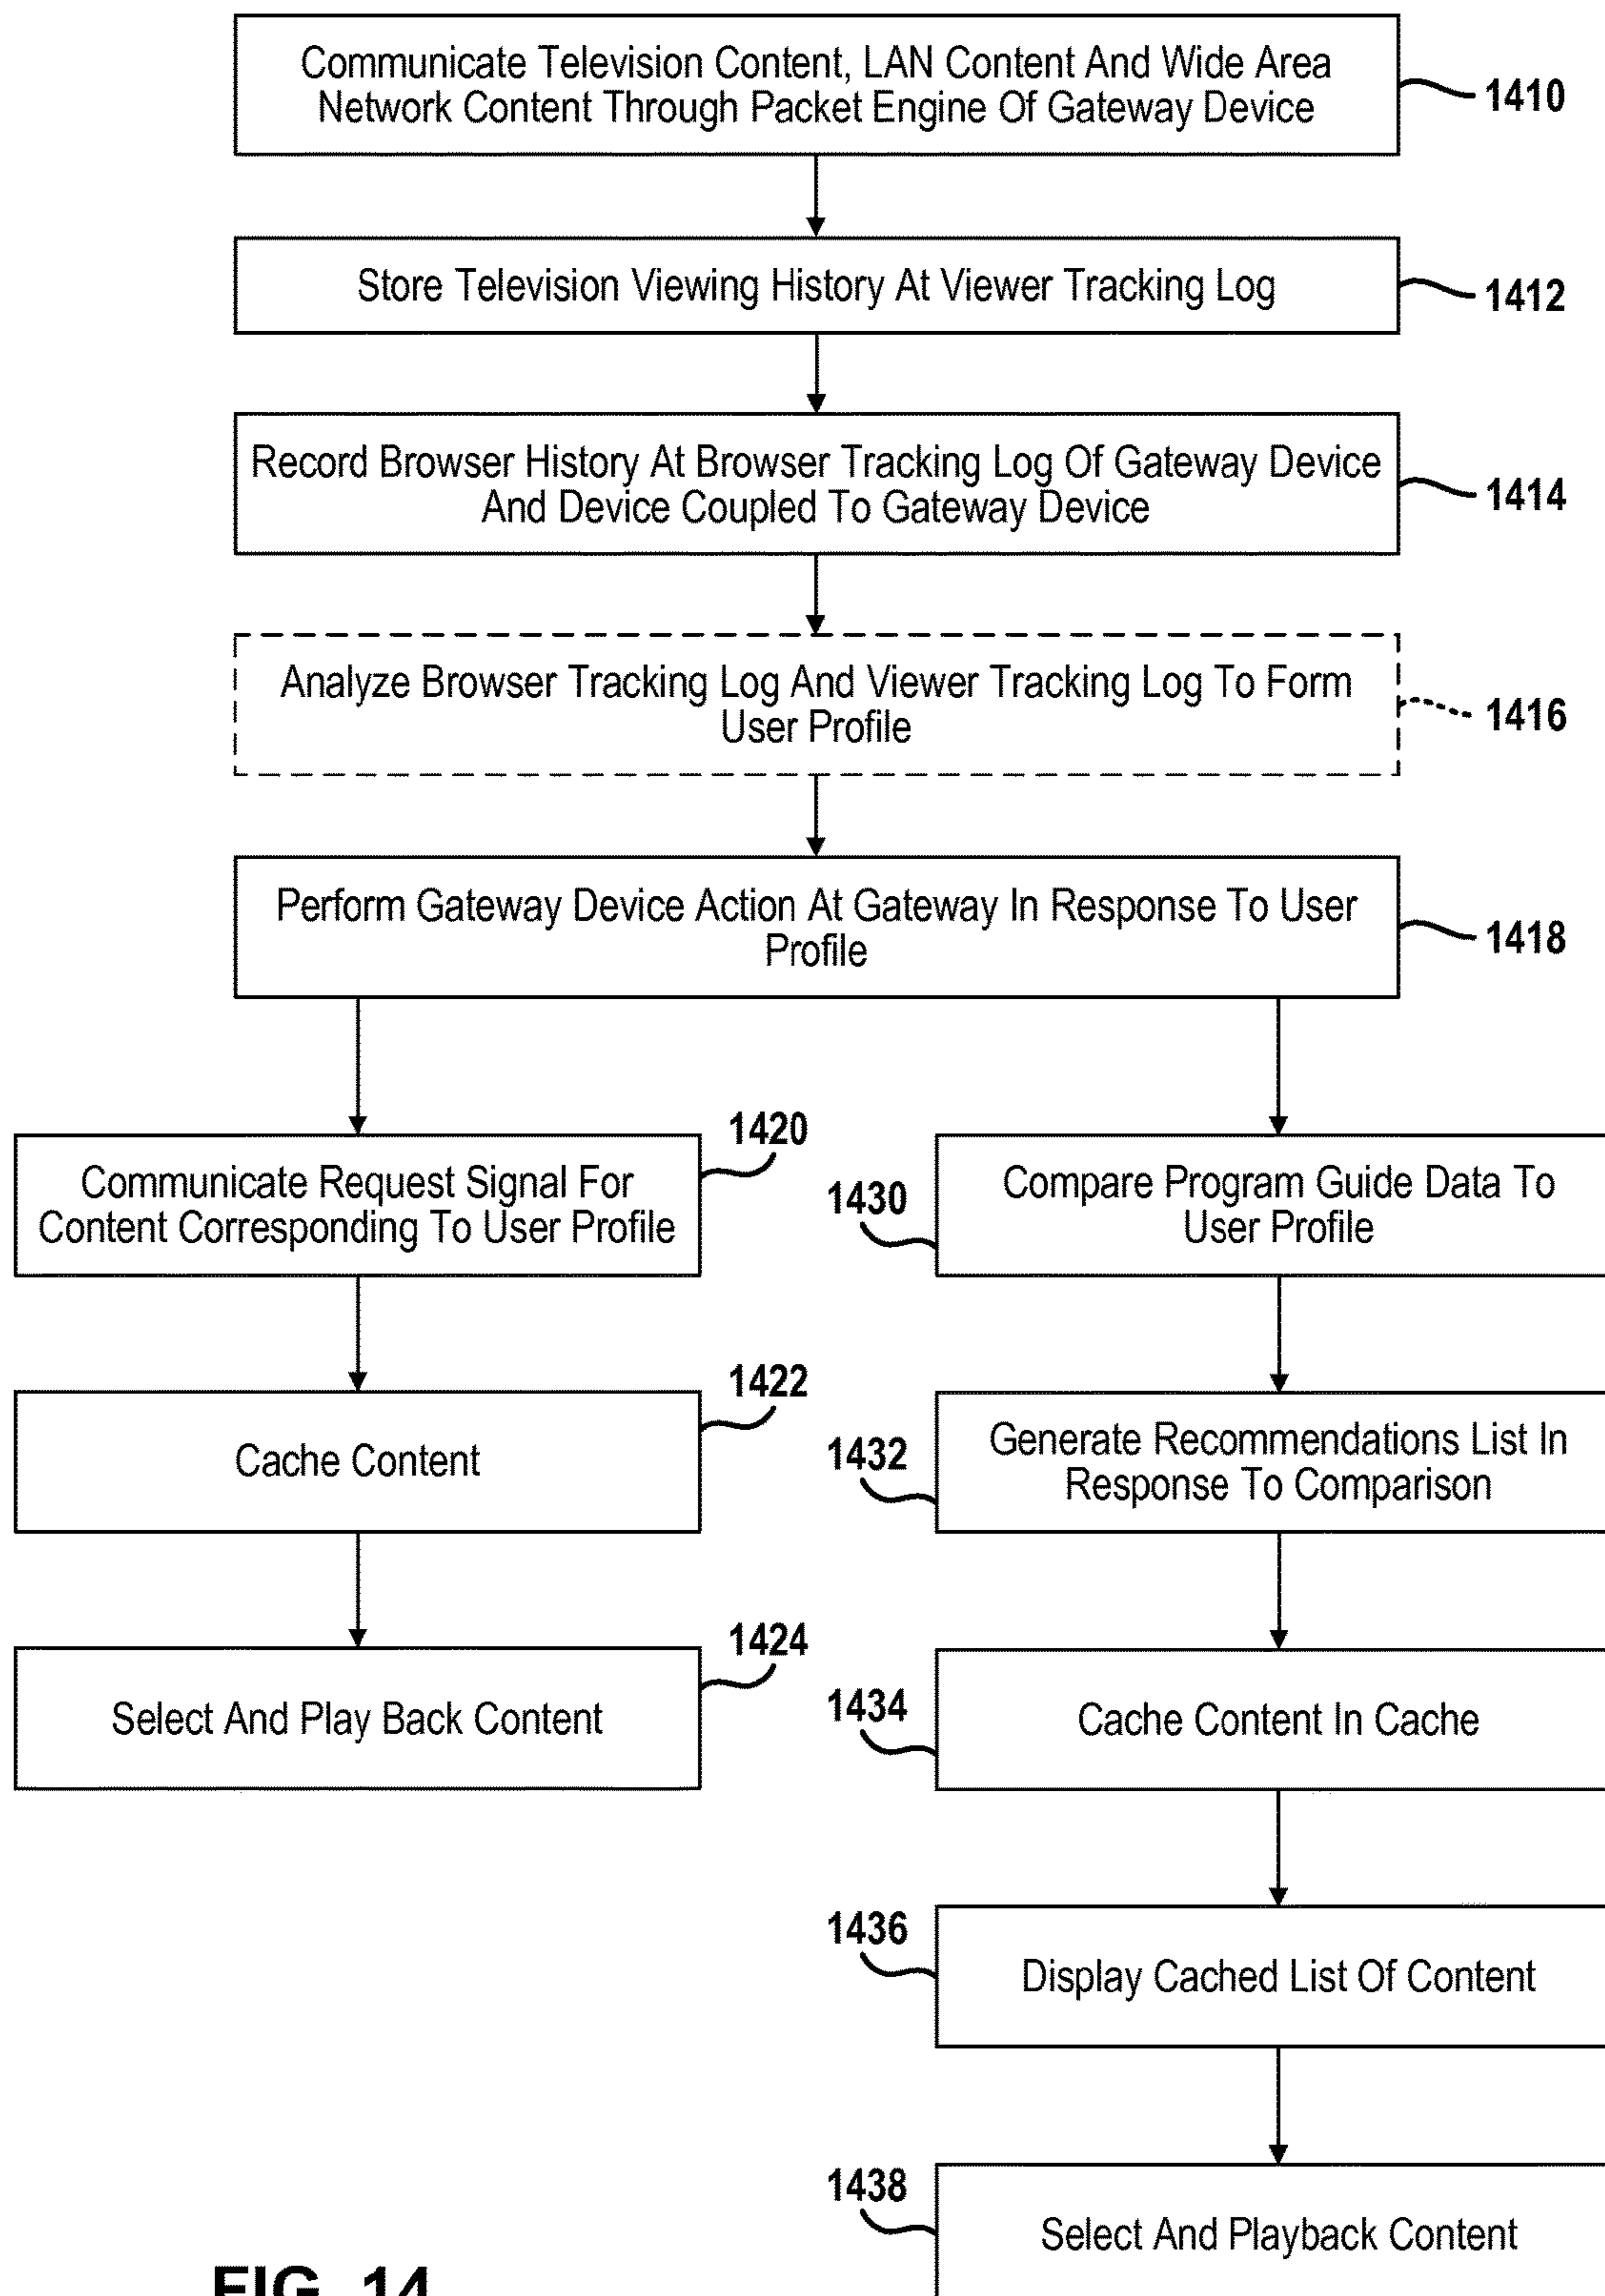 Communicate Television Content, LAN Content And Wide Area
Network Content Through Packet Engine Of Gateway Device
1410
Store Television Viewing History At Viewer Tracking Log
1412
Record Browser History At Browser Tracking Log Of Gateway Device
And Device Coupled To Gateway Device
1414
Analyze Browser Tracking Log And Viewer Tracking Log To Form
User Profile
1416
Perform Gateway Device Action At Gateway In Response To User
Profile
1418
1420
Communicate Request Signal For
Content Corresponding To User Profile
1422
Cache Content
1424
Select And Play Back Content
1430
Compare Program Guide Data To
User Profile
1432
Generate Recommendations List In
Response To Comparison
1434
Cache Content In Cache
1436
Display Cached List Of Content
1438
Select And Playback Content
FIG. 14